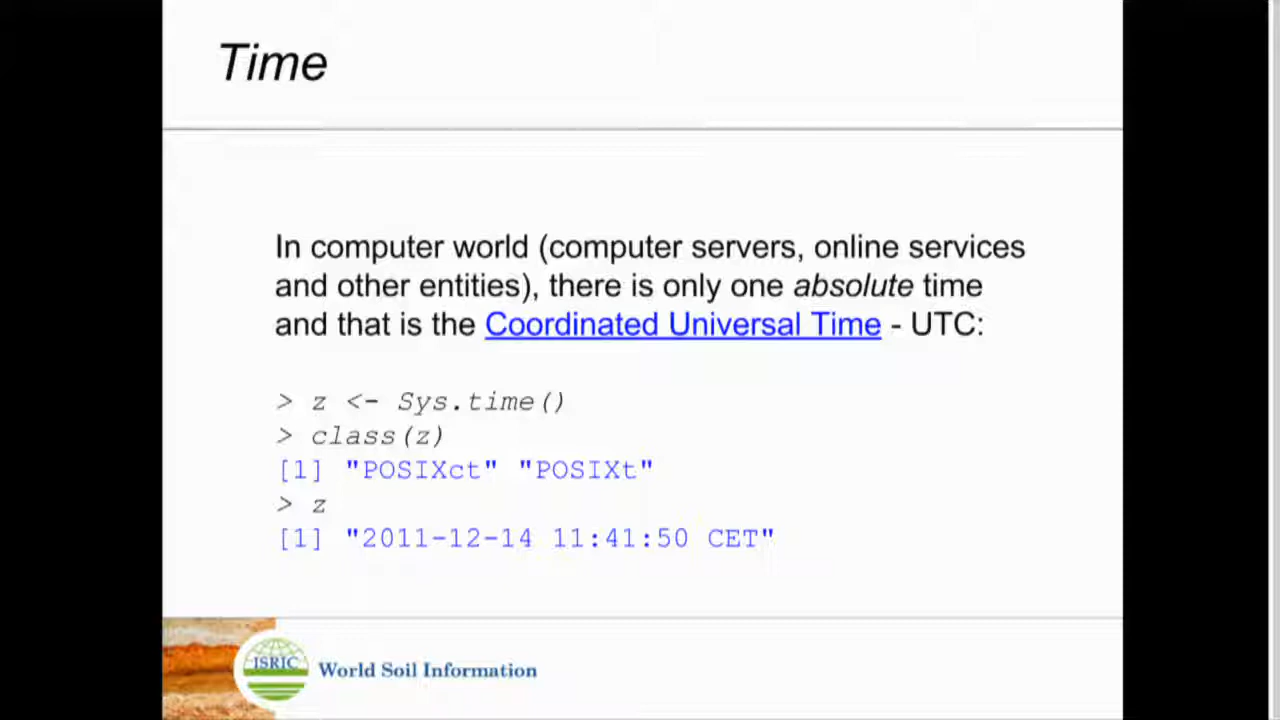 Time
In computer world (computer servers, online services
and other entities), there is only one absolute time
and that is the Coordinated Universal Time - UTC:
> z <- Sys.time()
> class(z)
[1] "POSIXct" "POSIXt"
> z
[1] "2011-12-14 11:41:50 CET"
ISRIC World Soil Information